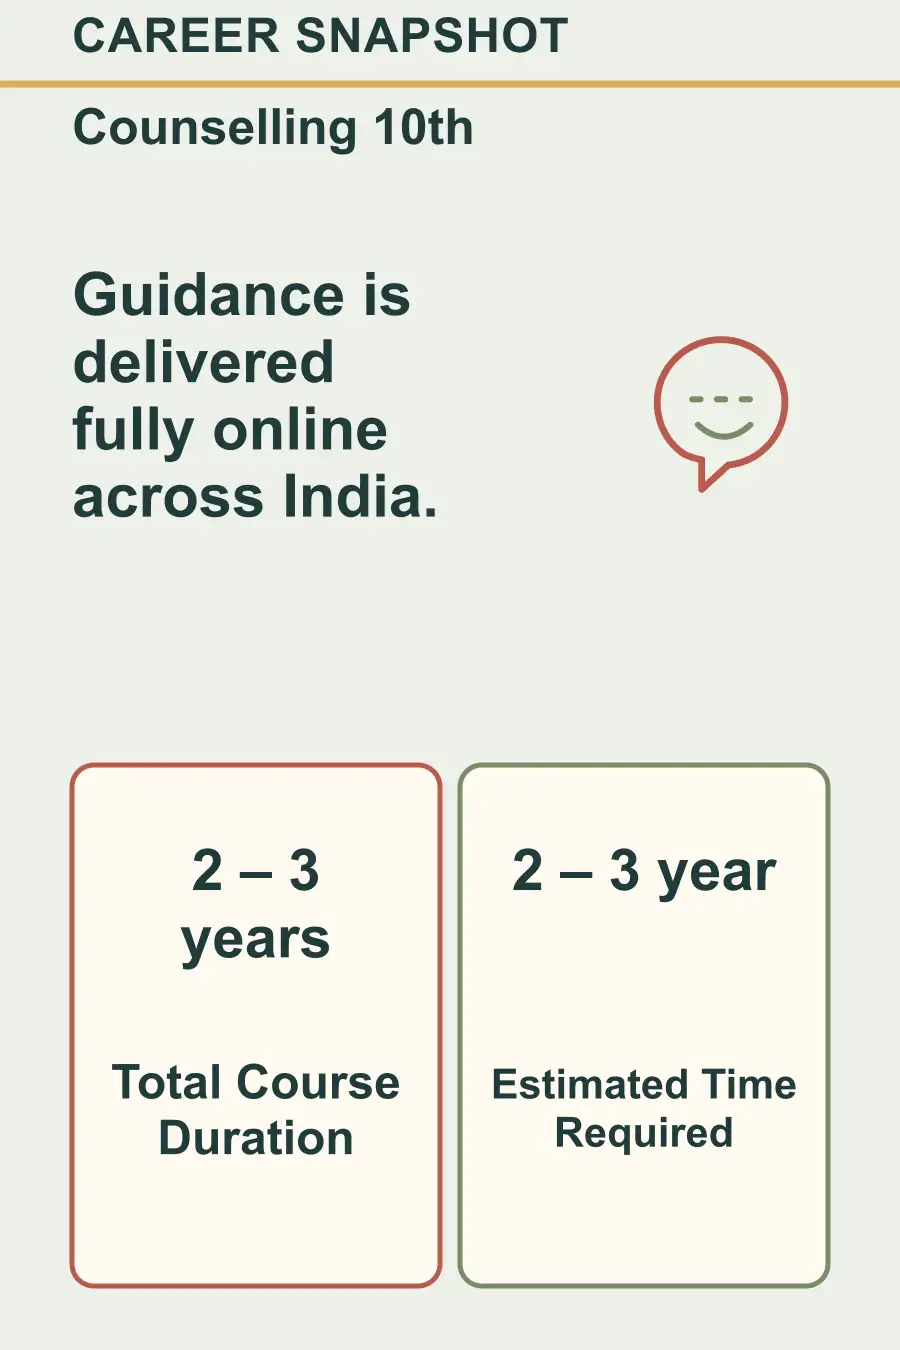 CAREER SNAPSHOT
Counselling 10th
Guidance is
delivered
fully online
across India.
2 – 3
years
Total Course
Duration
2 – 3 year
Estimated Time
Required